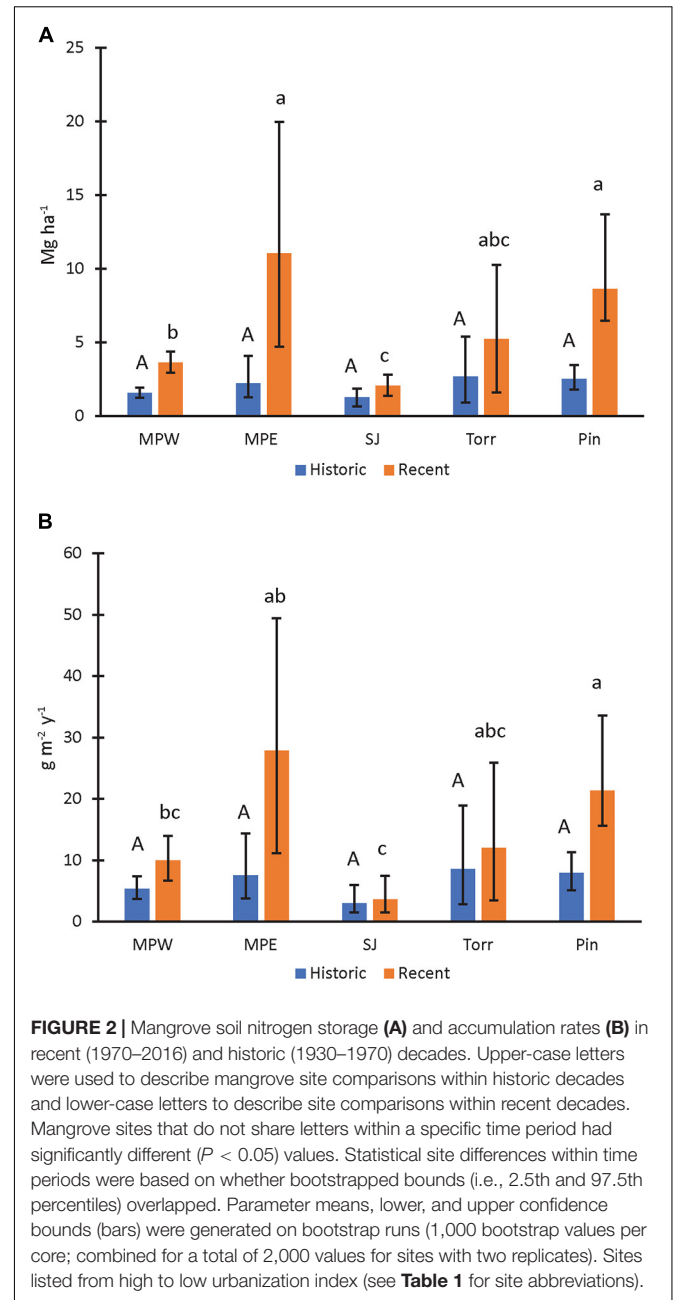 A
25
20
15
10
5
0
Mg ha-1
A b A a A c A abc A a
MPW MPE SJ Torr Pin
Historic Recent
B
60
50
40
30
20
10
0
g m-2 y-1
A bc A ab A c A abc A a
MPW MPE SJ Torr Pin
Historic Recent
FIGURE 2 | Mangrove soil nitrogen storage (A) and accumulation rates (B) in
recent (1970–2016) and historic (1930–1970) decades. Upper-case letters
were used to describe mangrove site comparisons within historic decades
and lower-case letters to describe site comparisons within recent decades.
Mangrove sites that do not share letters within a specific time period had
significantly different (P < 0.05) values. Statistical site differences within time
periods were based on whether bootstrapped bounds (i.e., 2.5th and 97.5th
percentiles) overlapped. Parameter means, lower, and upper confidence
bounds (bars) were generated on bootstrap runs (1,000 bootstrap values per
core; combined for a total of 2,000 values for sites with two replicates). Sites
listed from high to low urbanization index (see Table 1 for site abbreviations).